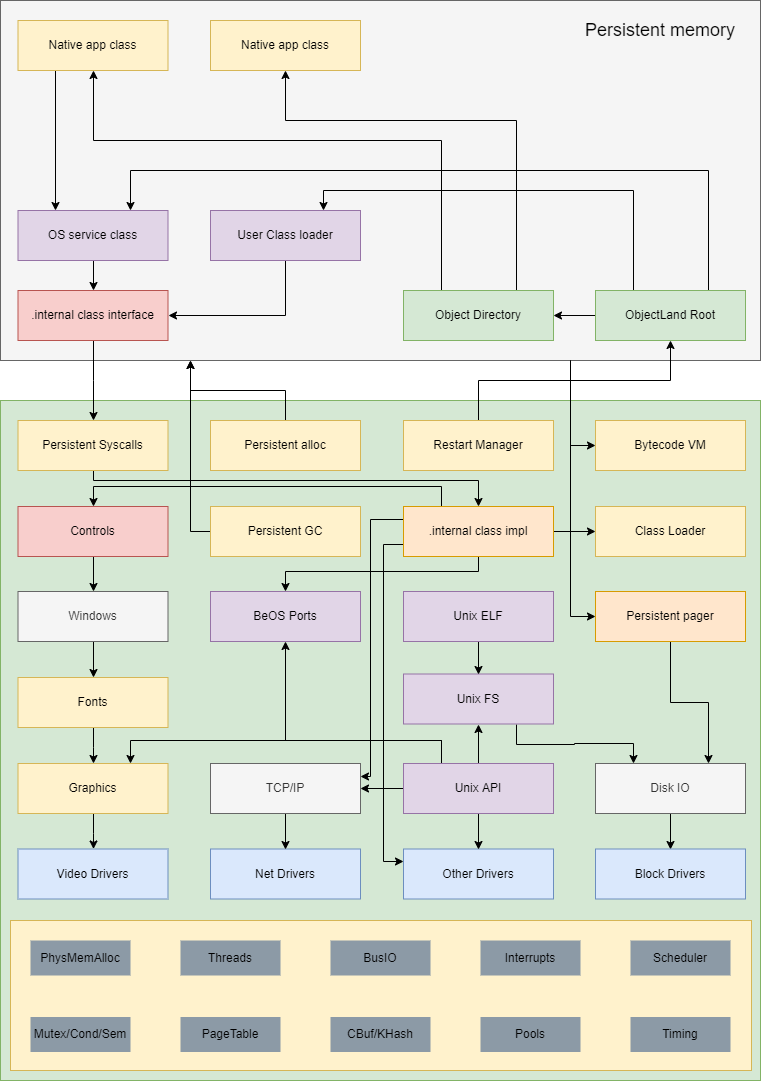 Persistent memory
Native app class
Native app class
OS service class
User Class loader
.internal class interface
Object Directory
ObjectLand Root
Persistent Syscalls
Persistent alloc
Restart Manager
Bytecode VM
Controls
Persistent GC
.internal class impl
Class Loader
Windows
BeOS Ports
Unix ELF
Persistent pager
Fonts
Unix FS
Graphics
TCP/IP
Unix API
Disk IO
Video Drivers
Net Drivers
Other Drivers
Block Drivers
PhysMemAlloc
Threads
BusIO
Interrupts
Scheduler
Mutex/Cond/Sem
PageTable
CBuf/KHash
Pools
Timing